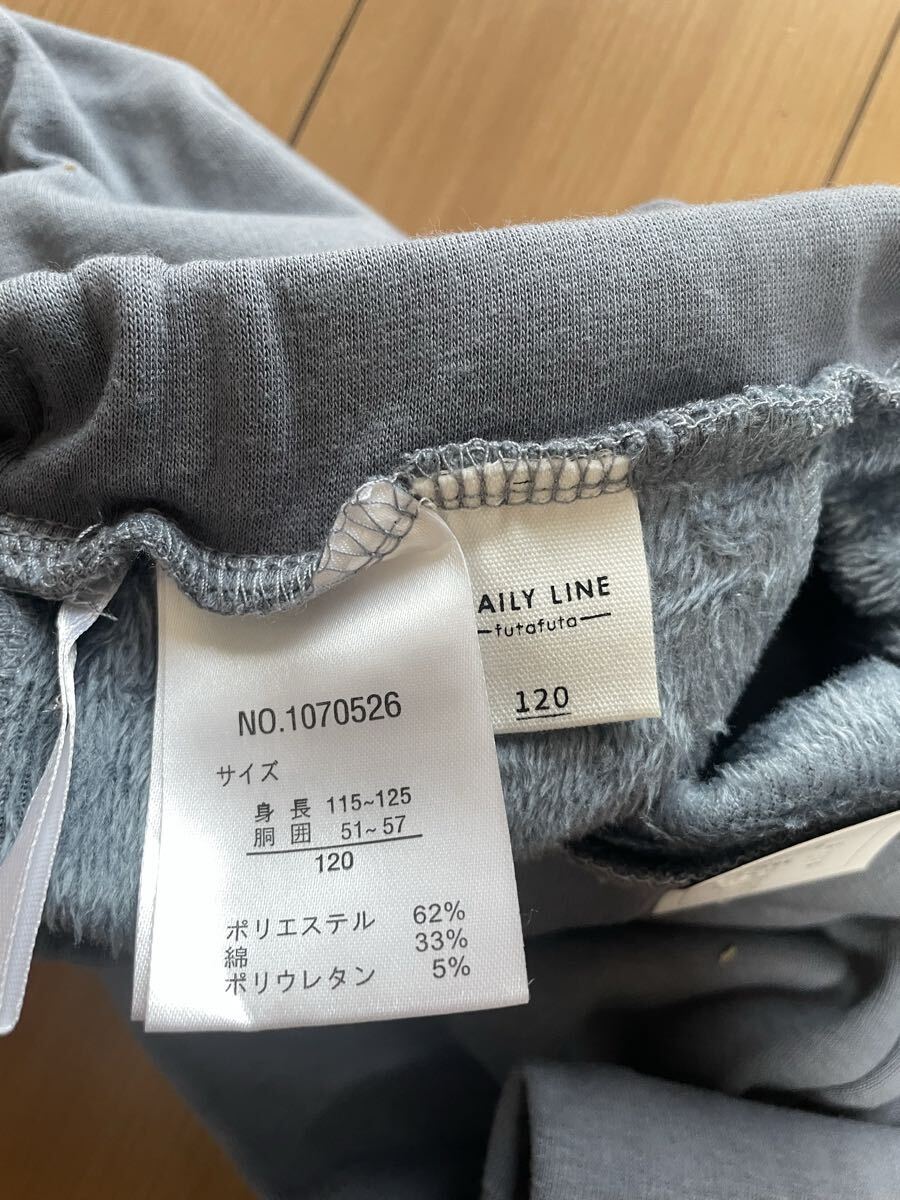 AILY LINE
futafuta
120
NO.1070526
サイズ
身長 115~125
胴囲 51~57
120
ポリエステル 62%
綿 33%
ポリウレタン 5%